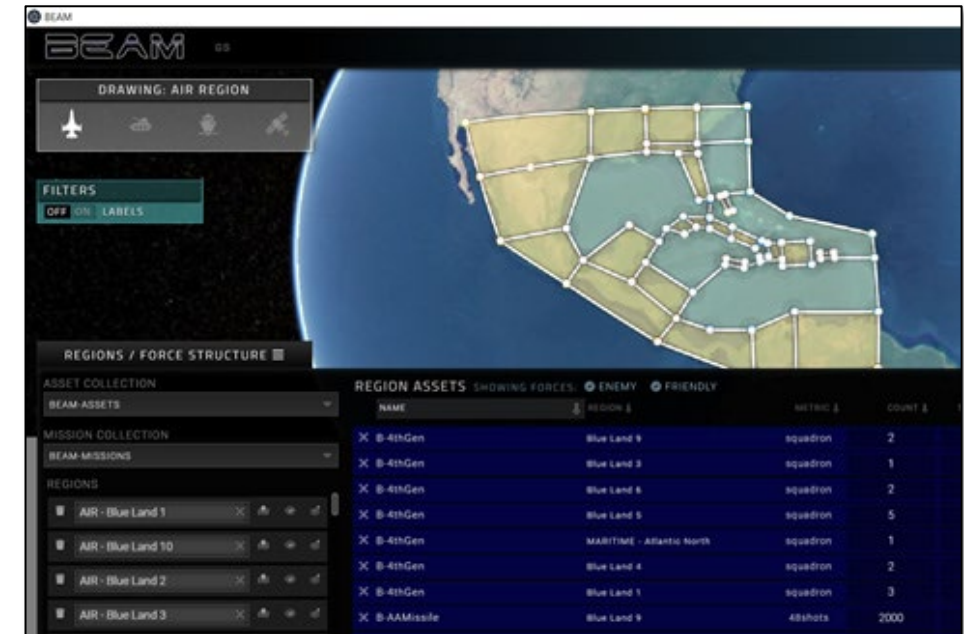 BEAM
BEAM GS
DRAWING: AIR REGION
FILTERS
OFF ON LABELS
REGIONS / FORCE STRUCTURE
ASSET COLLECTION
BEAM-ASSETS
MISSION COLLECTION
BEAM-MISSIONS
REGIONS
AIR - Blue Land 1
AIR - Blue Land 10
AIR - Blue Land 2
AIR - Blue Land 3
REGION ASSETS SHOWING FORCES: ENEMY FRIENDLY
NAME REGION METRIC COUNT
B-4thGen Blue Land 9 squadron 2
B-4thGen Blue Land 3 squadron 1
B-4thGen Blue Land 6 squadron 2
B-4thGen Blue Land 5 squadron 5
B-4thGen MARITIME - Atlantic North squadron 1
B-4thGen Blue Land 4 squadron 2
B-4thGen Blue Land 1 squadron 3
B-AAMissile Blue Land 9 48shots 2000